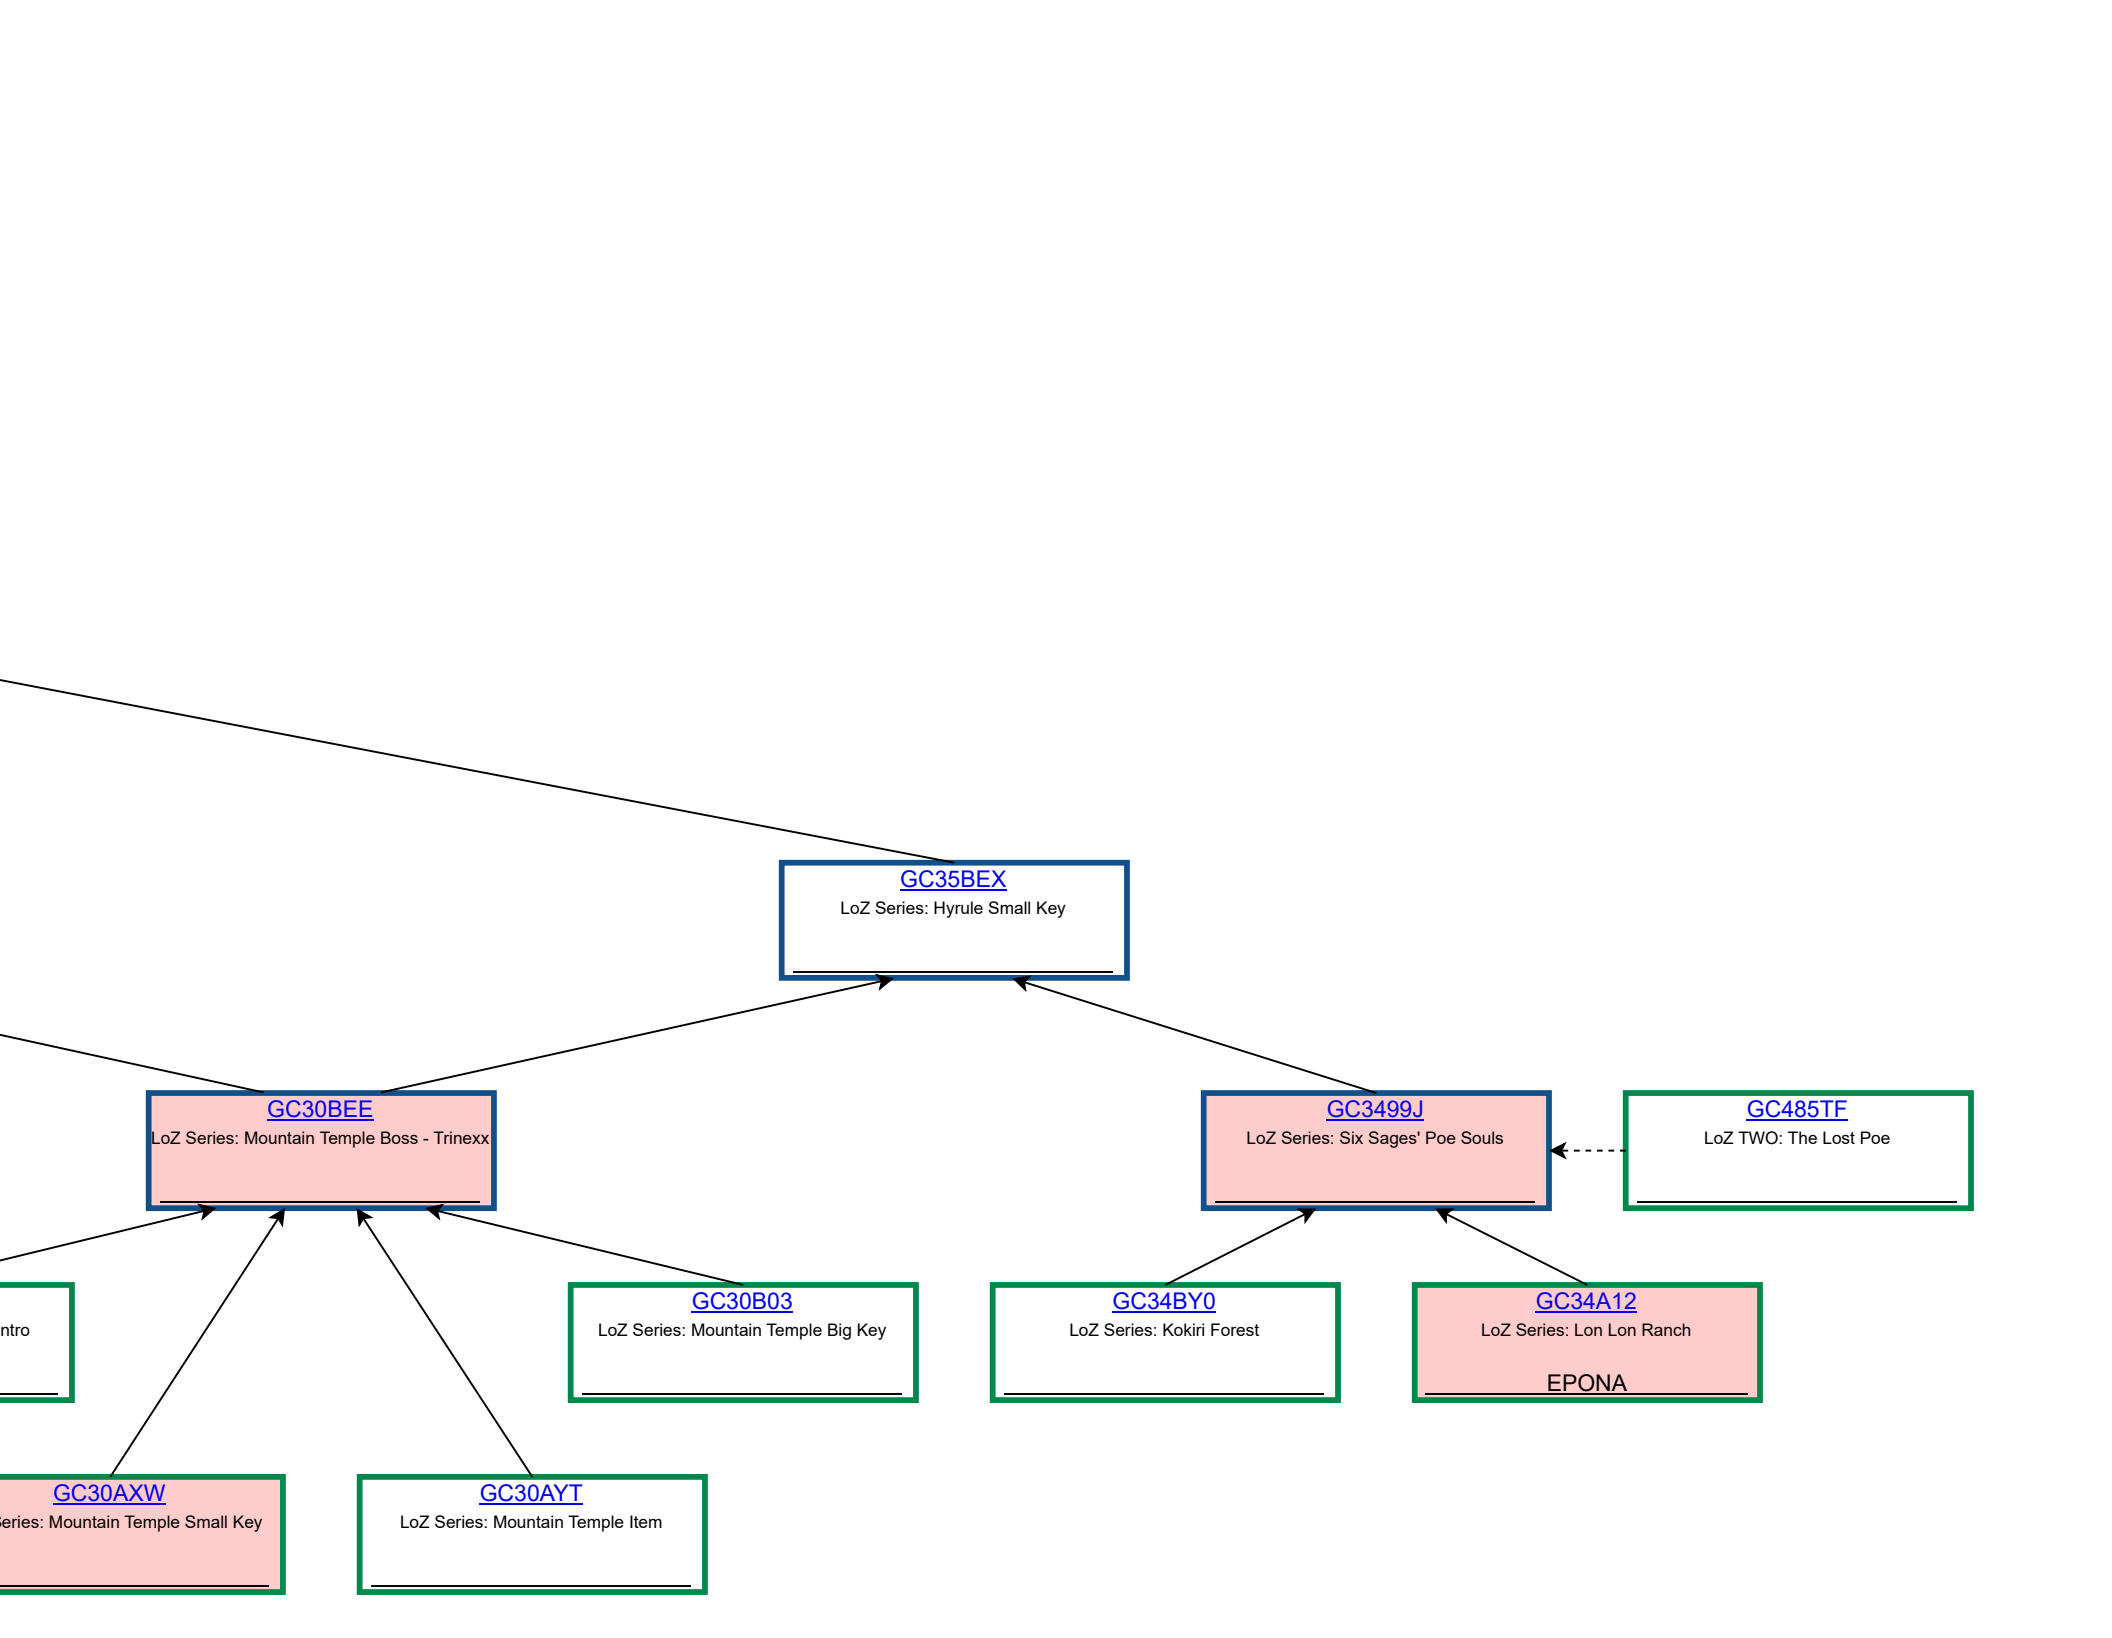 GC35BEX
LoZ Series: Hyrule Small Key
GC30BEE
LoZ Series: Mountain Temple Boss - Trinexx
GC3499J
LoZ Series: Six Sages' Poe Souls
GC485TF
LoZ TWO: The Lost Poe
ntro
GC30B03
LoZ Series: Mountain Temple Big Key
GC34BY0
LoZ Series: Kokiri Forest
GC34A12
LoZ Series: Lon Lon Ranch
EPONA
GC30AXW
Series: Mountain Temple Small Key
GC30AYT
LoZ Series: Mountain Temple Item